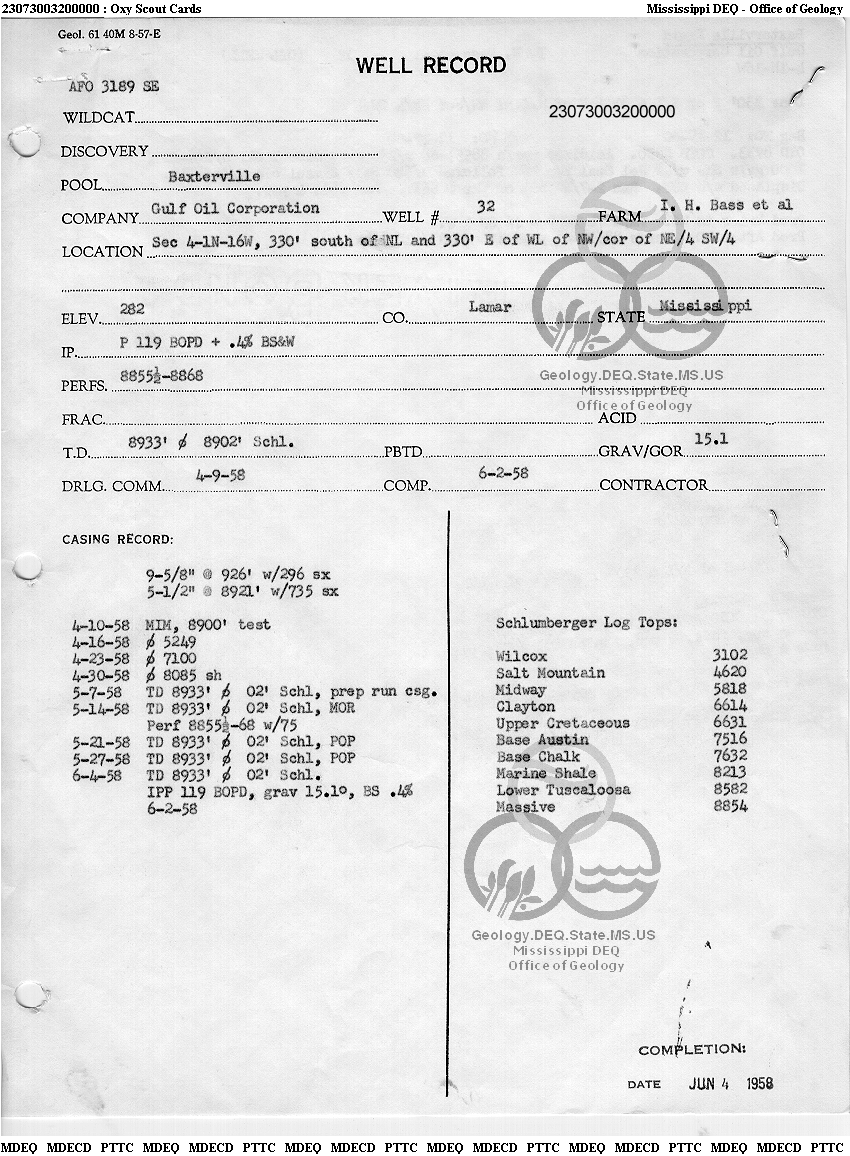 23073003200000 : Oxy Scout Cards Mississippi DEQ - Office of Geology
Geol. 61 40M 8-57-E
WELL RECORD
AFO 3189 SE
WILDCAT
23073003200000
DISCOVERY
POOL Baxterville
COMPANY Gulf Oil Corporation WELL # 32 FARM I. H. Bass et al
LOCATION Sec 4-1N-16W, 330' south of NL and 330' E of WL of NW/cor of NE/4 SW/4
ELEV. 282 CO. Lamar STATE Mississippi
IP. P 119 BOPD + .4% BS&W
PERFS. 8855½-8868
Geology.DEQ.State.MS.US
Mississippi DEQ
Office of Geology
FRAC. ACID
T.D. 8933' ∅ 8902' Schl. PBTD GRAV/GOR 15.1
DRLG. COMM. 4-9-58 COMP. 6-2-58 CONTRACTOR
CASING RECORD:
9-5/8" @ 926' w/296 sx
5-1/2" @ 8921' w/735 sx
4-10-58 MIM, 8900' test
4-16-58 ∅ 5249
4-23-58 ∅ 7100
4-30-58 ∅ 8085 sh
5-7-58 TD 8933' ∅ 02' Schl, prep run csg.
5-14-58 TD 8933' ∅ 02' Schl, MOR
Perf 8855½-68 w/75
5-21-58 TD 8933' ∅ 02' Schl, POP
5-27-58 TD 8933' ∅ 02' Schl, POP
6-4-58 TD 8933' ∅ 02' Schl.
IPP 119 BOPD, grav 15.1°, BS .4%
6-2-58
Schlumberger Log Tops:
Wilcox 3102
Salt Mountain 4620
Midway 5818
Clayton 6614
Upper Cretaceous 6631
Base Austin 7516
Base Chalk 7632
Marine Shale 8213
Lower Tuscaloosa 8582
Massive 8854
Geology.DEQ.State.MS.US
Mississippi DEQ
Office of Geology
COMPLETION:
DATE JUN 4 1958
MDEQ MDECD PTTC MDEQ MDECD PTTC MDEQ MDECD PTTC MDEQ MDECD PTTC MDEQ MDECD PTTC MDEQ MDECD PTTC